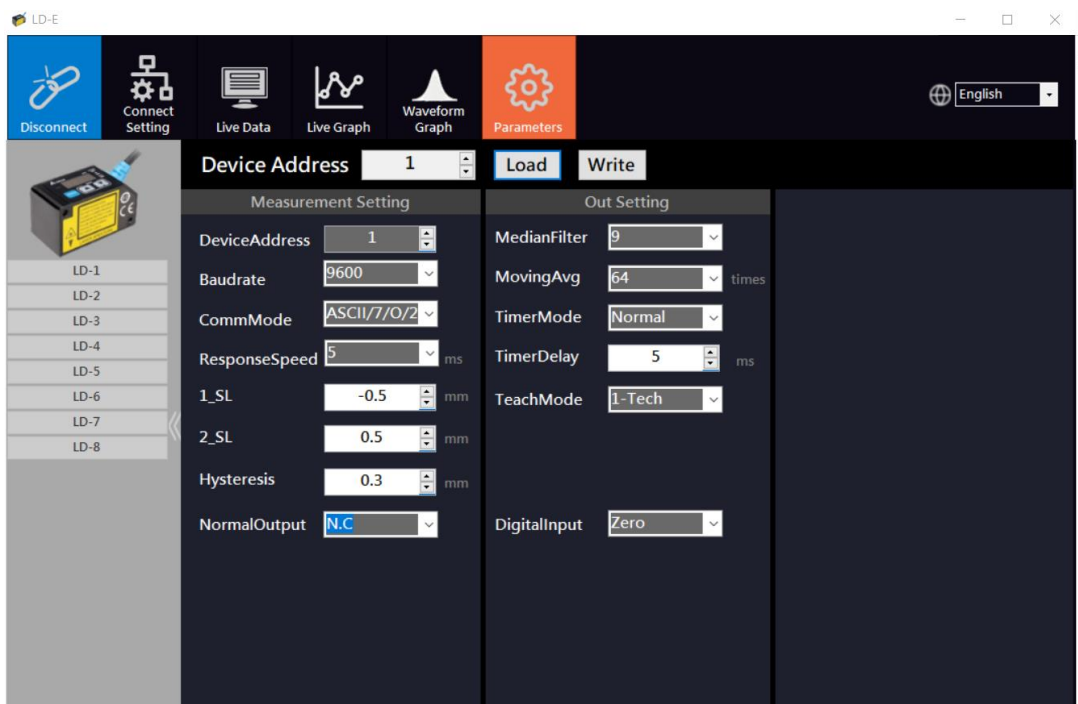 LD-E
Disconnect
Connect
Setting
Live Data
Live Graph
Waveform
Graph
Parameters
English
Device Address 1 Load Write
LD-1
LD-2
LD-3
LD-4
LD-5
LD-6
LD-7
LD-8
Measurement Setting
DeviceAddress 1
Baudrate 9600
CommMode ASCII/7/O/2
ResponseSpeed 5 ms
1_SL -0.5 mm
2_SL 0.5 mm
Hysteresis 0.3 mm
NormalOutput N.C
Out Setting
MedianFilter 9
MovingAvg 64 times
TimerMode Normal
TimerDelay 5 ms
TeachMode 1-Tech
DigitalInput Zero